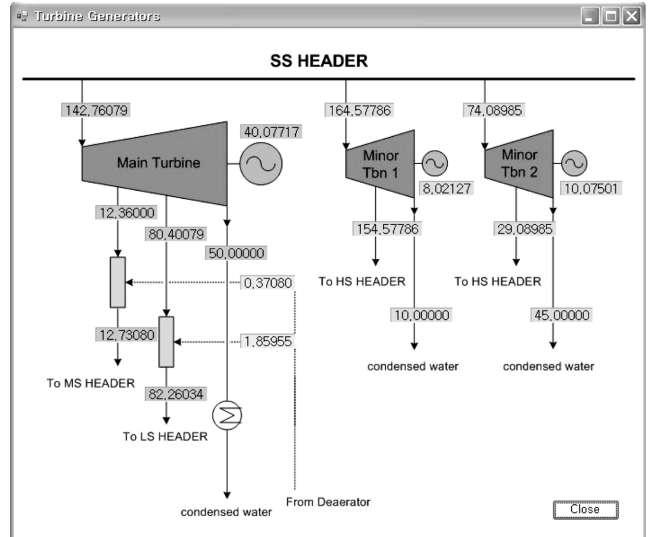 Turbine Generators
SS HEADER
142,76079
164,57786
74,08985
40,07717
Main Turbine
Minor
Tbn 1
Minor
Tbn 2
8,02127
10,07501
12,36000
80,40079
50,00000
154,57786
29,08985
To HS HEADER
To HS HEADER
0,37080
10,00000
45,00000
12,73080
1,85955
condensed water
condensed water
To MS HEADER
82,26034
To LS HEADER
From Deaerator
condensed water
Close